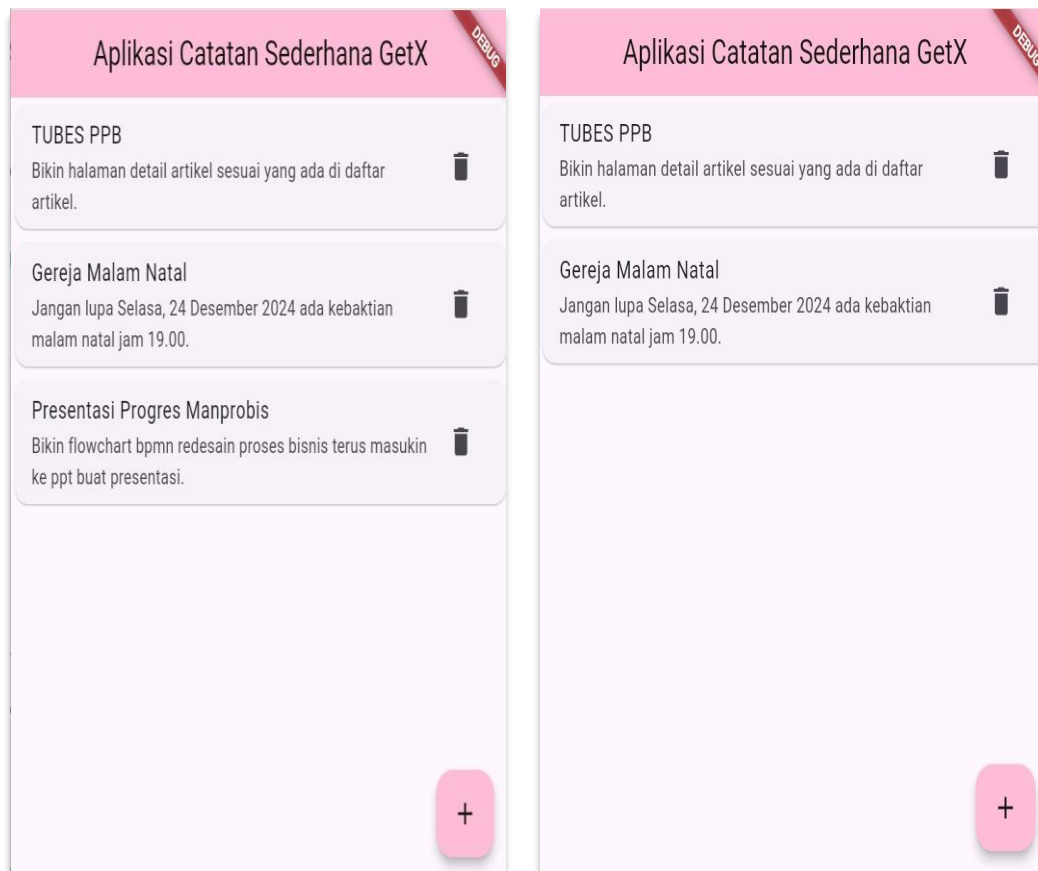 Aplikasi Catatan Sederhana GetX
DEBUG
TUBES PPB
Bikin halaman detail artikel sesuai yang ada di daftar
artikel.
Gereja Malam Natal
Jangan lupa Selasa, 24 Desember 2024 ada kebaktian
malam natal jam 19.00.
Presentasi Progres Manprobis
Bikin flowchart bpmn redesain proses bisnis terus masukin
ke ppt buat presentasi.
+
Aplikasi Catatan Sederhana GetX
DEBUG
TUBES PPB
Bikin halaman detail artikel sesuai yang ada di daftar
artikel.
Gereja Malam Natal
Jangan lupa Selasa, 24 Desember 2024 ada kebaktian
malam natal jam 19.00.
+